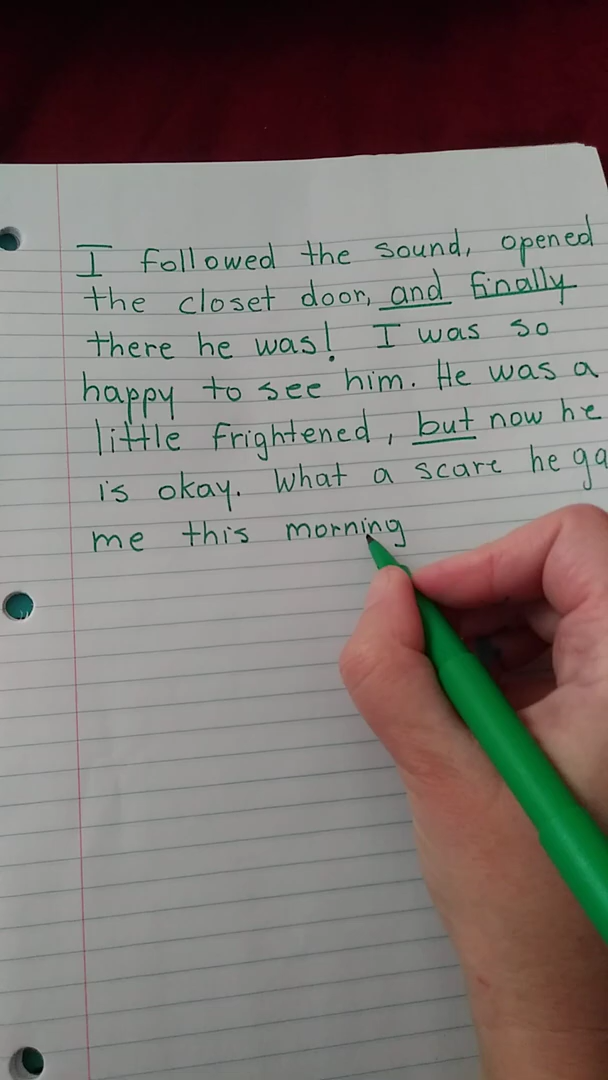 I followed the sound, opened
the closet door, and finally
there he was! I was so
happy to see him. He was a
little frightened, but now he
is okay. What a scare he ga
me this morning